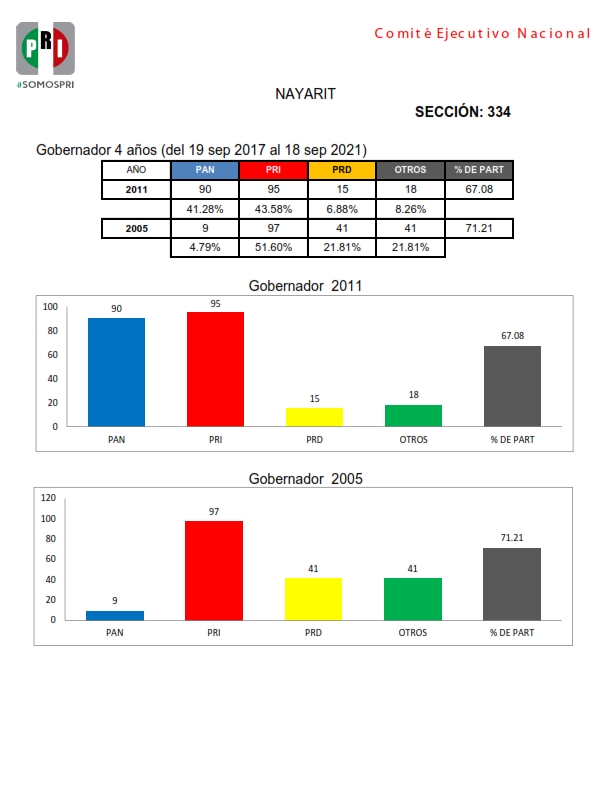 Comité Ejecutivo Nacional
PRI
#SOMOSPRI
NAYARIT
SECCIÓN: 334
Gobernador 4 años (del 19 sep 2017 al 18 sep 2021)
AÑO PAN PRI PRD OTROS % DE PART
2011 90 95 15 18 67.08
41.28% 43.58% 6.88% 8.26%
2005 9 97 41 41 71.21
4.79% 51.60% 21.81% 21.81%
Gobernador 2011
100
80
60
40
20
0
90
95
15
18
67.08
PAN PRI PRD OTROS % DE PART
Gobernador 2005
120
100
80
60
40
20
0
9
97
41
41
71.21
PAN PRI PRD OTROS % DE PART